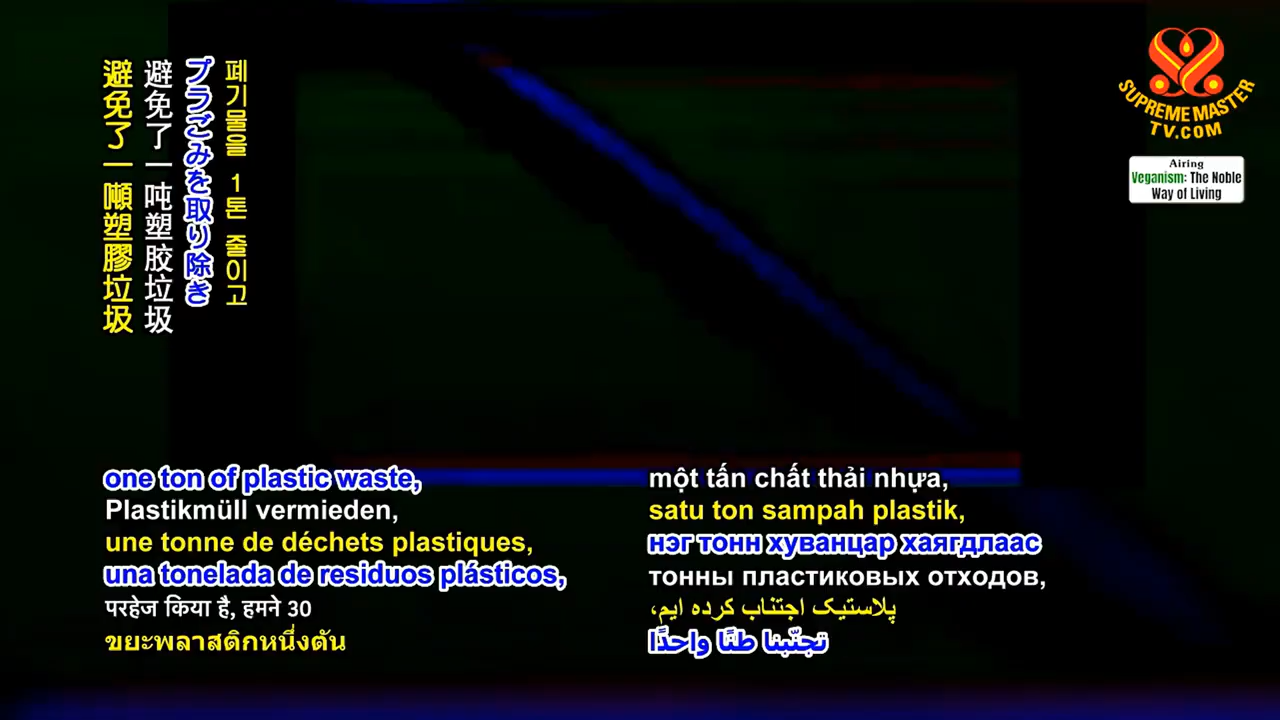 폐기물을 1톤 줄이고
プラごみを取り除き
避免了一吨塑胶垃圾
避免了一噸塑膠垃圾
SUPREME MASTER
TV.COM
Airing
Veganism: The Noble
Way of Living
one ton of plastic waste,
Plastikmüll vermieden,
une tonne de déchets plastiques,
una tonelada de residuos plásticos,
परहेज किया है, हमने 30
ขยะพลาสติกหนึ่งตัน
một tấn chất thải nhựa,
satu ton sampah plastik,
нэг тонн хуванцар хаягдлаас
тонны пластиковых отходов,
پلاستیک اجتناب کرده ایم،
تجنّبنا طنًا واحدًا